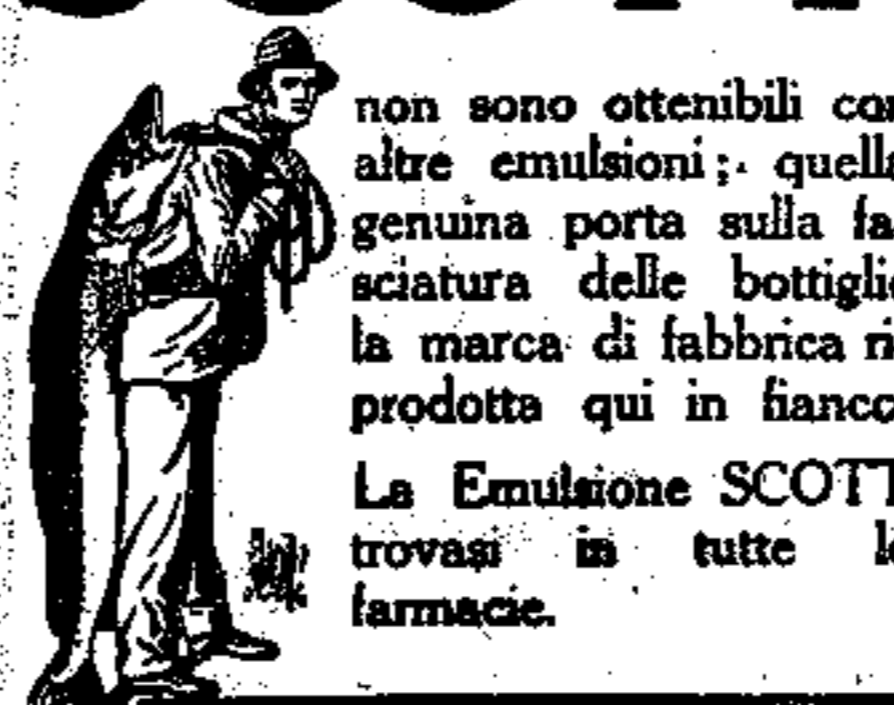 non sono ottenibili con
altre emulsioni; quella
genuina porta sulla fa-
sciatura delle bottiglie
la marca di fabbrica ri
prodotta qui in fianco
La Emulsione SCOTT
trovasi in tutte le
farmacie.